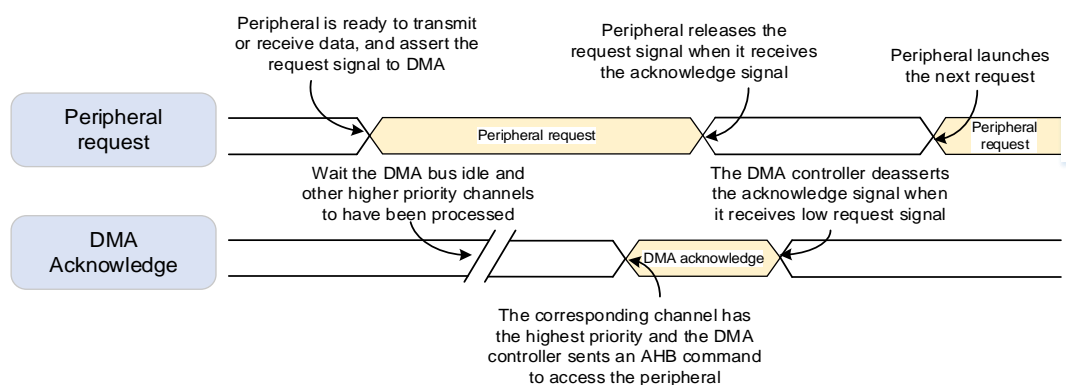 Peripheral is ready to transmit
or receive data, and assert the
request signal to DMA
Peripheral releases the
request signal when it receives
the acknowledge signal
Peripheral launches
the next request
Peripheral
request
Peripheral request
Peripheral
request
Wait the DMA bus idle and
other higher priority channels
to have been processed
The DMA controller deasserts
the acknowledge signal when
it receives low request signal
DMA
Acknowledge
DMA acknowledge
The corresponding channel has
the highest priority and the DMA
controller sents an AHB command
to access the peripheral